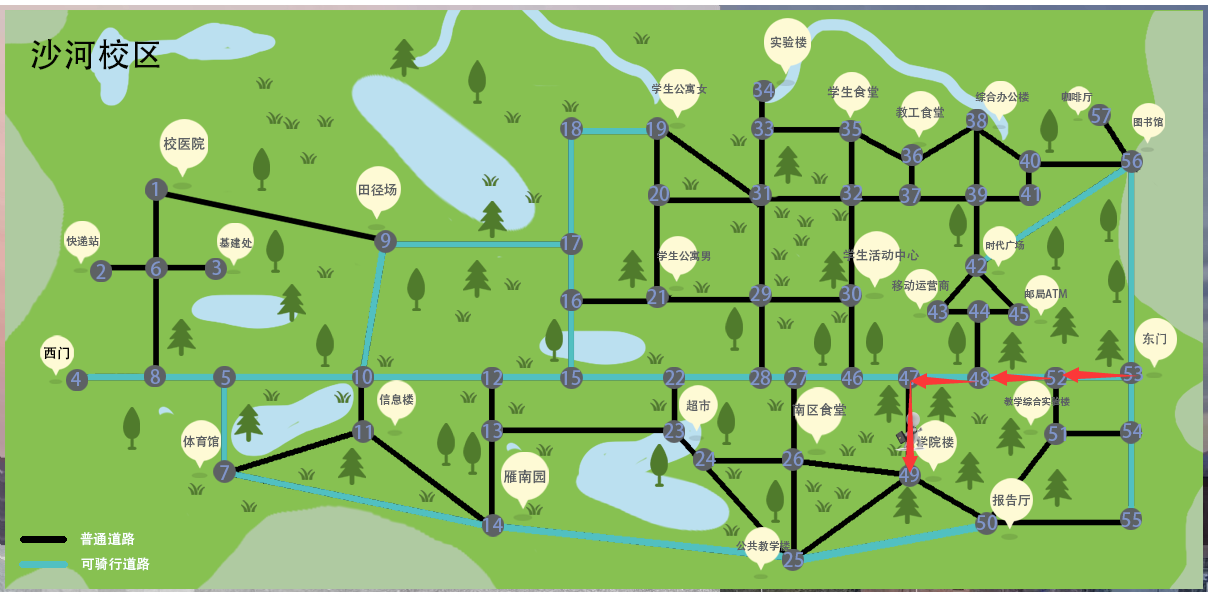 沙河校区
实验楼
34
学生公寓女
学生食堂
综合办公楼
咖啡厅
教工食堂
57
38
图书馆
18
19
33
35
校医院
36
40
56
1
田径场
20
31
32
37
39
41
快递站
基建处
9
17
学生公寓男
学生活动中心
时代广场
2
6
3
42
移动运营商
邮局ATM
16
21
29
30
43
44
45
西门
东门
4
8
5
10
12
15
22
28
27
46
47
48
52
53
信息楼
超市
南区食堂
教学综合实验楼
11
13
23
51
54
体育馆
学院楼
7
雁南园
24
26
49
报告厅
14
50
55
普通道路
公共教学楼
25
可骑行道路